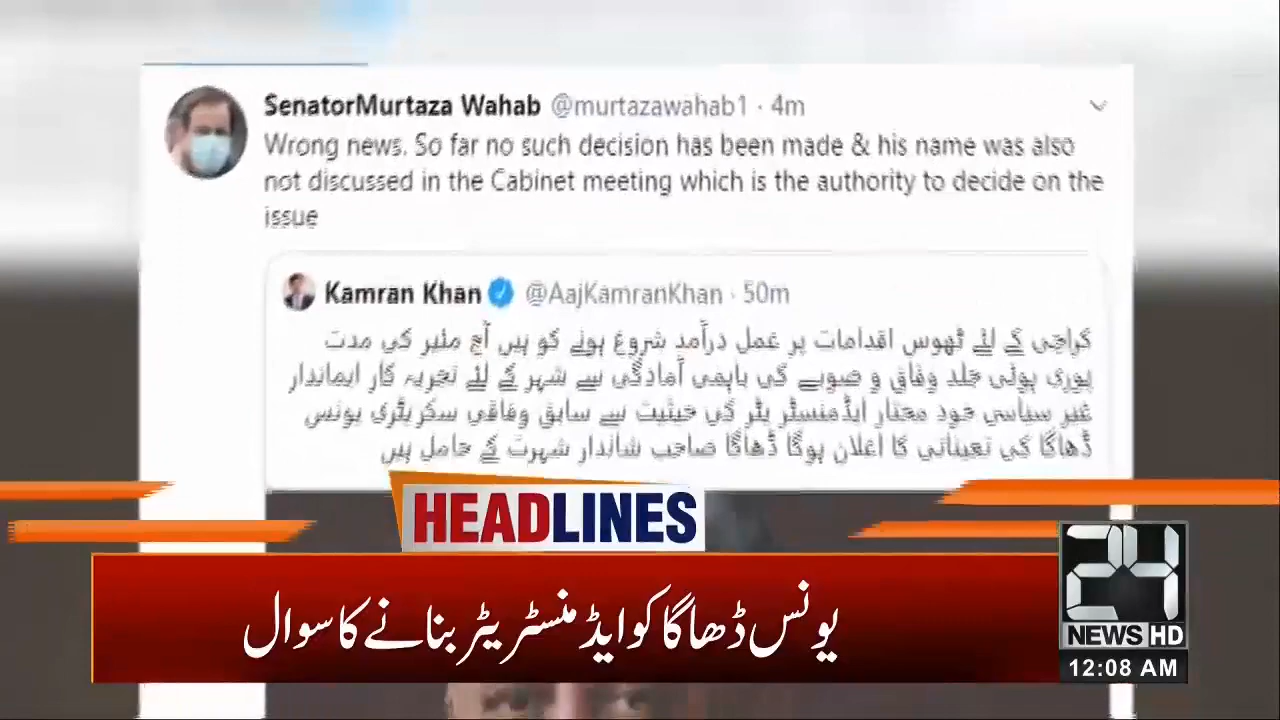 SenatorMurtaza Wahab @murtazawahab1 · 4m
Wrong news. So far no such decision has been made & his name was also
not discussed in the Cabinet meeting which is the authority to decide on the
issue
Kamran Khan @AajKamranKhan · 50m
کراچی کے لئے ٹھوس اقدامات پر عمل درآمد شروع ہونے کو ہیں آج مئیر کی مدت
پوری ہوئی جلد وفاق و صوبے کی باہمی آمادگی سے شہر کے لئے تجربہ کار ایماندار
غیر سیاسی خود مختار ایڈمنسٹریٹر کی حیثیت سے سابق وفاقی سکریٹری یونس
ڈھاگا کی تعیناتی کا اعلان ہوگا ڈھاگا صاحب شاندار شہرت کے حامل ہیں
HEADLINES
یونس ڈھاگا کو ایڈمنسٹریٹر بنانے کا سوال
24
NEWS HD
12:08 AM